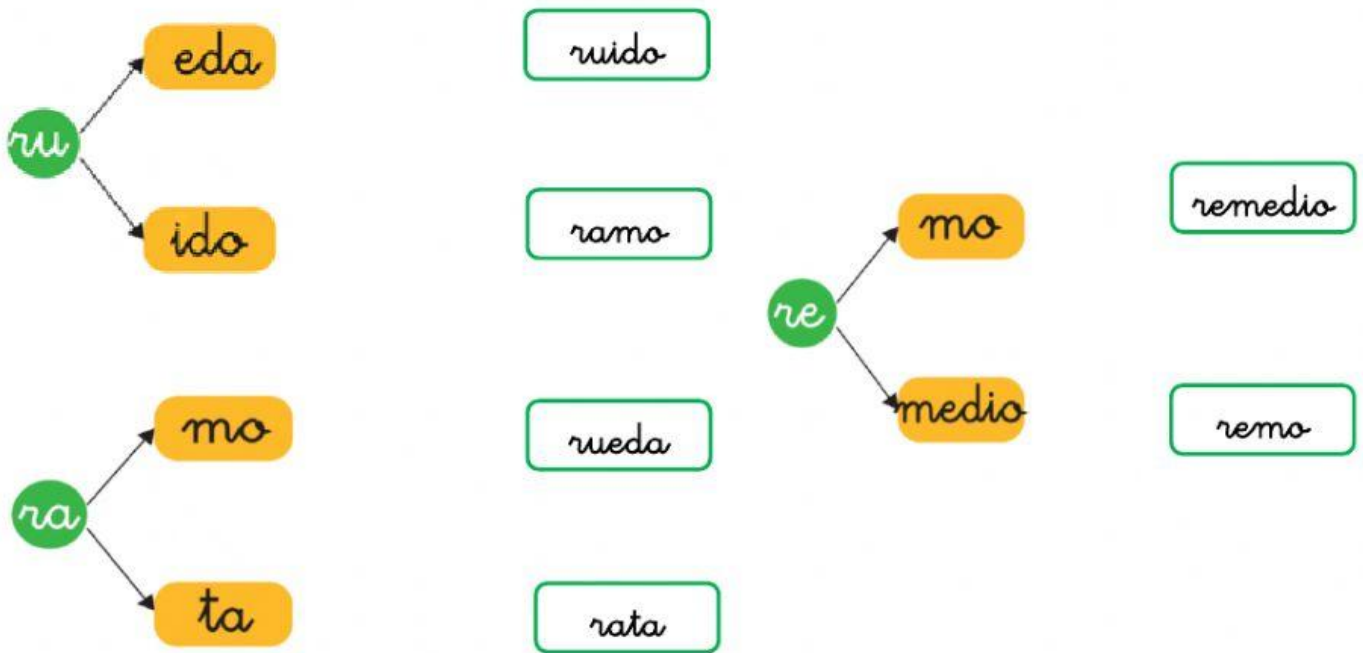 eda
ru
ido
ruido
ramo
mo
ra
ta
rueda
rata
mo
re
medio
remedio
remo